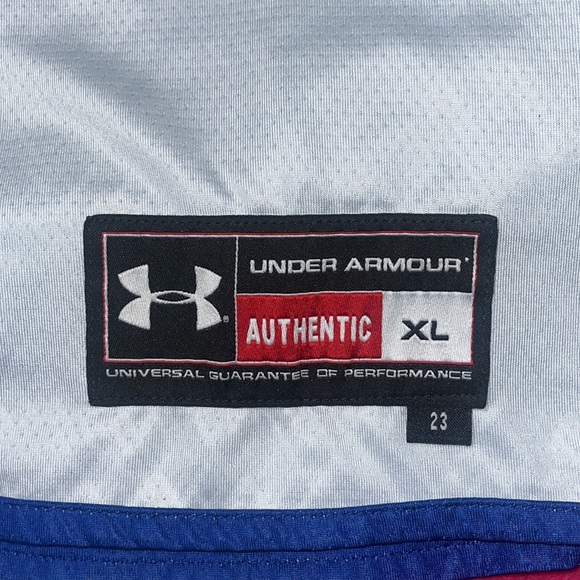 UNDER ARMOUR
®
AUTHENTIC XL
UNIVERSAL GUARANTEE OF PERFORMANCE
23